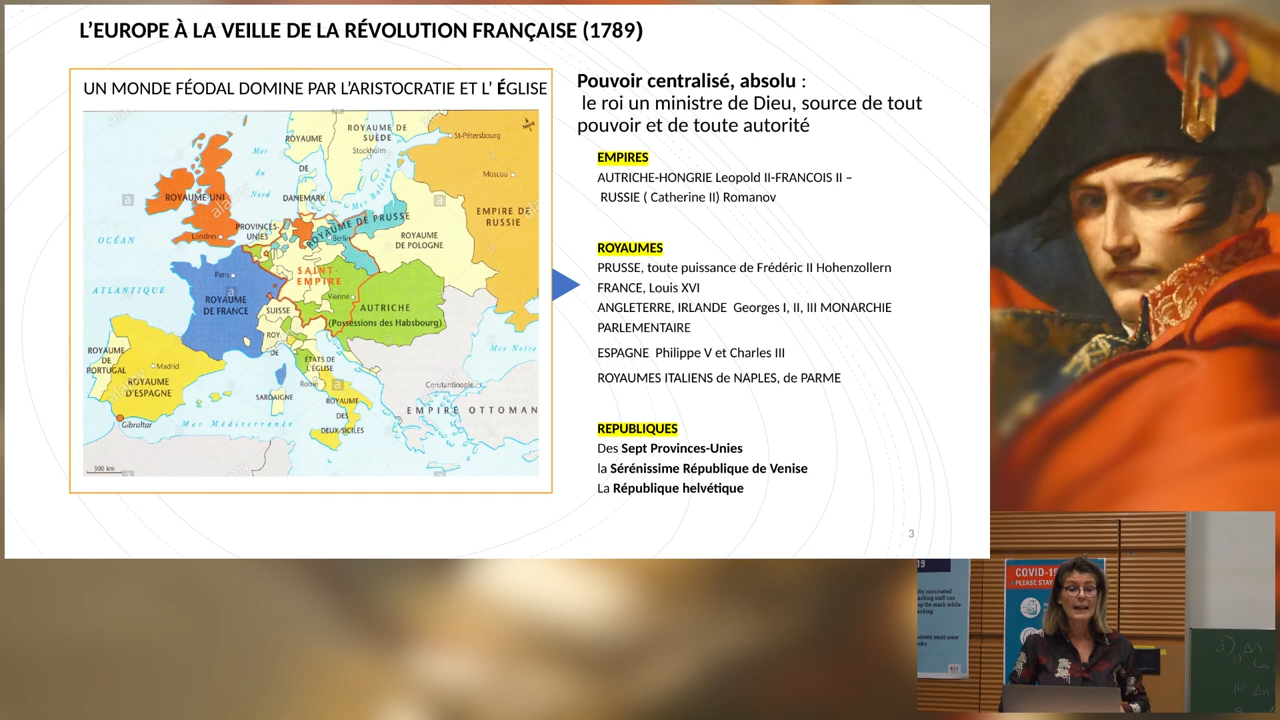 L'EUROPE À LA VEILLE DE LA RÉVOLUTION FRANÇAISE (1789)
UN MONDE FÉODAL DOMINE PAR L'ARISTOCRATIE ET L' ÉGLISE
ROYAUME DE
SUÈDE
Stockholm
St-Pétersbourg
Nord
Moscou
ROYAUME
DE
DANEMARK
Mer
du
Nord
Mer Baltique
ROYAUME-UNI
Londres
PROVINCES-
UNIES
ROYAUME DE PRUSSE
Berlin
EMPIRE DE
RUSSIE
ROYAUME
DE POLOGNE
OCÉAN
ATLANTIQUE
Paris
SAINT-
EMPIRE
Vienne
ROYAUME
DE FRANCE
AUTRICHE
(Possessions des Habsbourg)
SUISSE
ROY.
DE
ROYAUME
DE
PORTUGAL
Madrid
ROYAUME
D'ESPAGNE
ÉTATS DE
L'ÉGLISE
Rome
SARDAIGNE
ROYAUME
DES
DEUX-SICILES
Mer Noire
Constantinople
EMPIRE OTTOMAN
Gibraltar
Mer Méditerranée
300 km
Pouvoir centralisé, absolu :
le roi un ministre de Dieu, source de tout
pouvoir et de toute autorité
EMPIRES
AUTRICHE-HONGRIE Leopold II-FRANCOIS II –
RUSSIE ( Catherine II) Romanov
ROYAUMES
PRUSSE, toute puissance de Frédéric II Hohenzollern
FRANCE, Louis XVI
ANGLETERRE, IRLANDE Georges I, II, III MONARCHIE
PARLEMENTAIRE
ESPAGNE Philippe V et Charles III
ROYAUMES ITALIENS de NAPLES, de PARME
REPUBLIQUES
Des Sept Provinces-Unies
la Sérénissime République de Venise
La République helvétique
3
19
COVID-19
PLEASE STAY